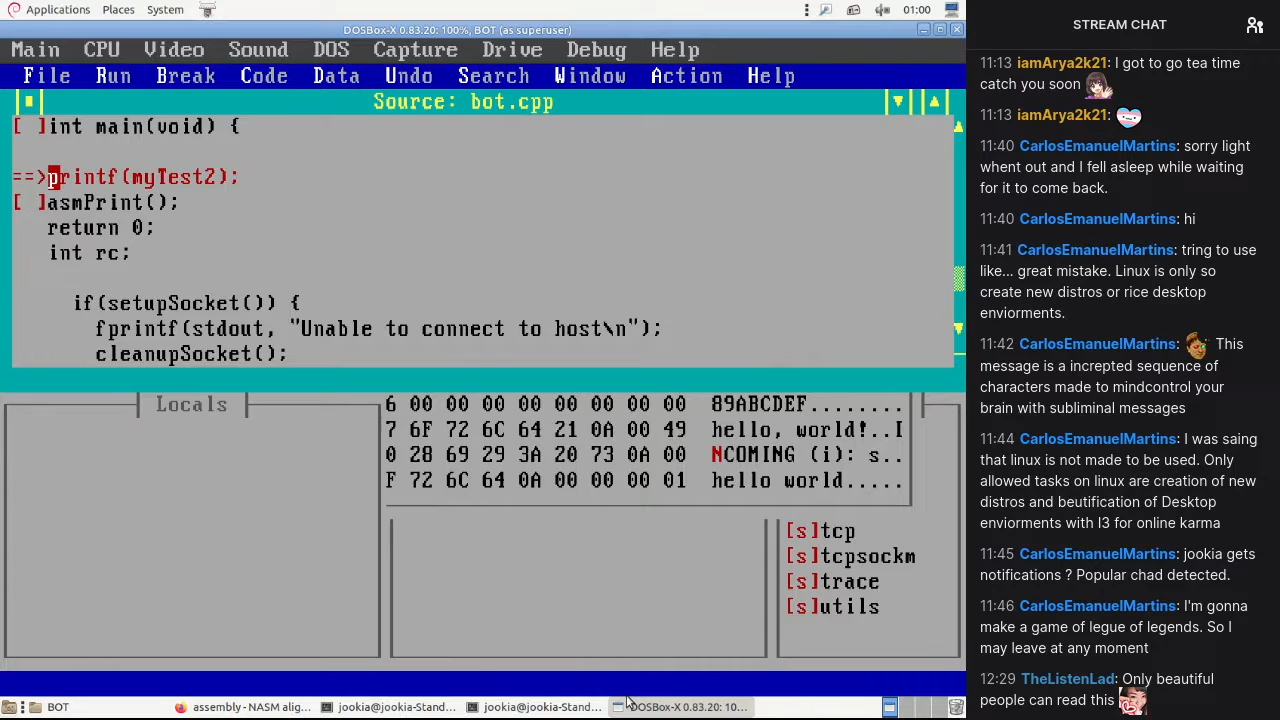 Applications Places System 01:00
DOSBox-X 0.83.20: 100%, BOT (as superuser)
Main CPU Video Sound DOS Capture Drive Debug Help
File Run Break Code Data Undo Search Window Action Help
Source: bot.cpp
[ ]int main(void) {
==>printf(myTest2);
[ ]asmPrint();
return 0;
int rc;
if(setupSocket()) {
fprintf(stdout, "Unable to connect to host\n");
cleanupSocket();
Locals
6 00 00 00 00 00 00 00 00 89ABCDEF........
7 6F 72 6C 64 21 0A 00 49 hello, world!..I
0 28 69 29 3A 20 73 0A 00 NCOMING (i): s..
F 72 6C 64 0A 00 00 00 01 hello world.....
[s]tcp
[s]tcpsockm
[s]trace
[s]utils
BOT assembly - NASM alig... jookia@jookia-Stand... jookia@jookia-Stand... DOSBox-X 0.83.20: 10...
STREAM CHAT
11:13 iamArya2k21: I got to go tea time
catch you soon
11:13 iamArya2k21:
11:40 CarlosEmanuelMartins: sorry light
whent out and I fell asleep while waiting
for it to come back.
11:40 CarlosEmanuelMartins: hi
11:41 CarlosEmanuelMartins: tring to use
like... great mistake. Linux is only so
create new distros or rice desktop
enviorments.
11:42 CarlosEmanuelMartins: This
message is a increpted sequence of
characters made to mindcontrol your
brain with subliminal messages
11:44 CarlosEmanuelMartins: I was saing
that linux is not made to be used. Only
allowed tasks on linux are creation of new
distros and beutification of Desktop
enviorments with I3 for online karma
11:45 CarlosEmanuelMartins: jookia gets
notifications ? Popular chad detected.
11:46 CarlosEmanuelMartins: I'm gonna
make a game of legue of legends. So I
may leave at any moment
12:29 TheListenLad: Only beautiful
people can read this